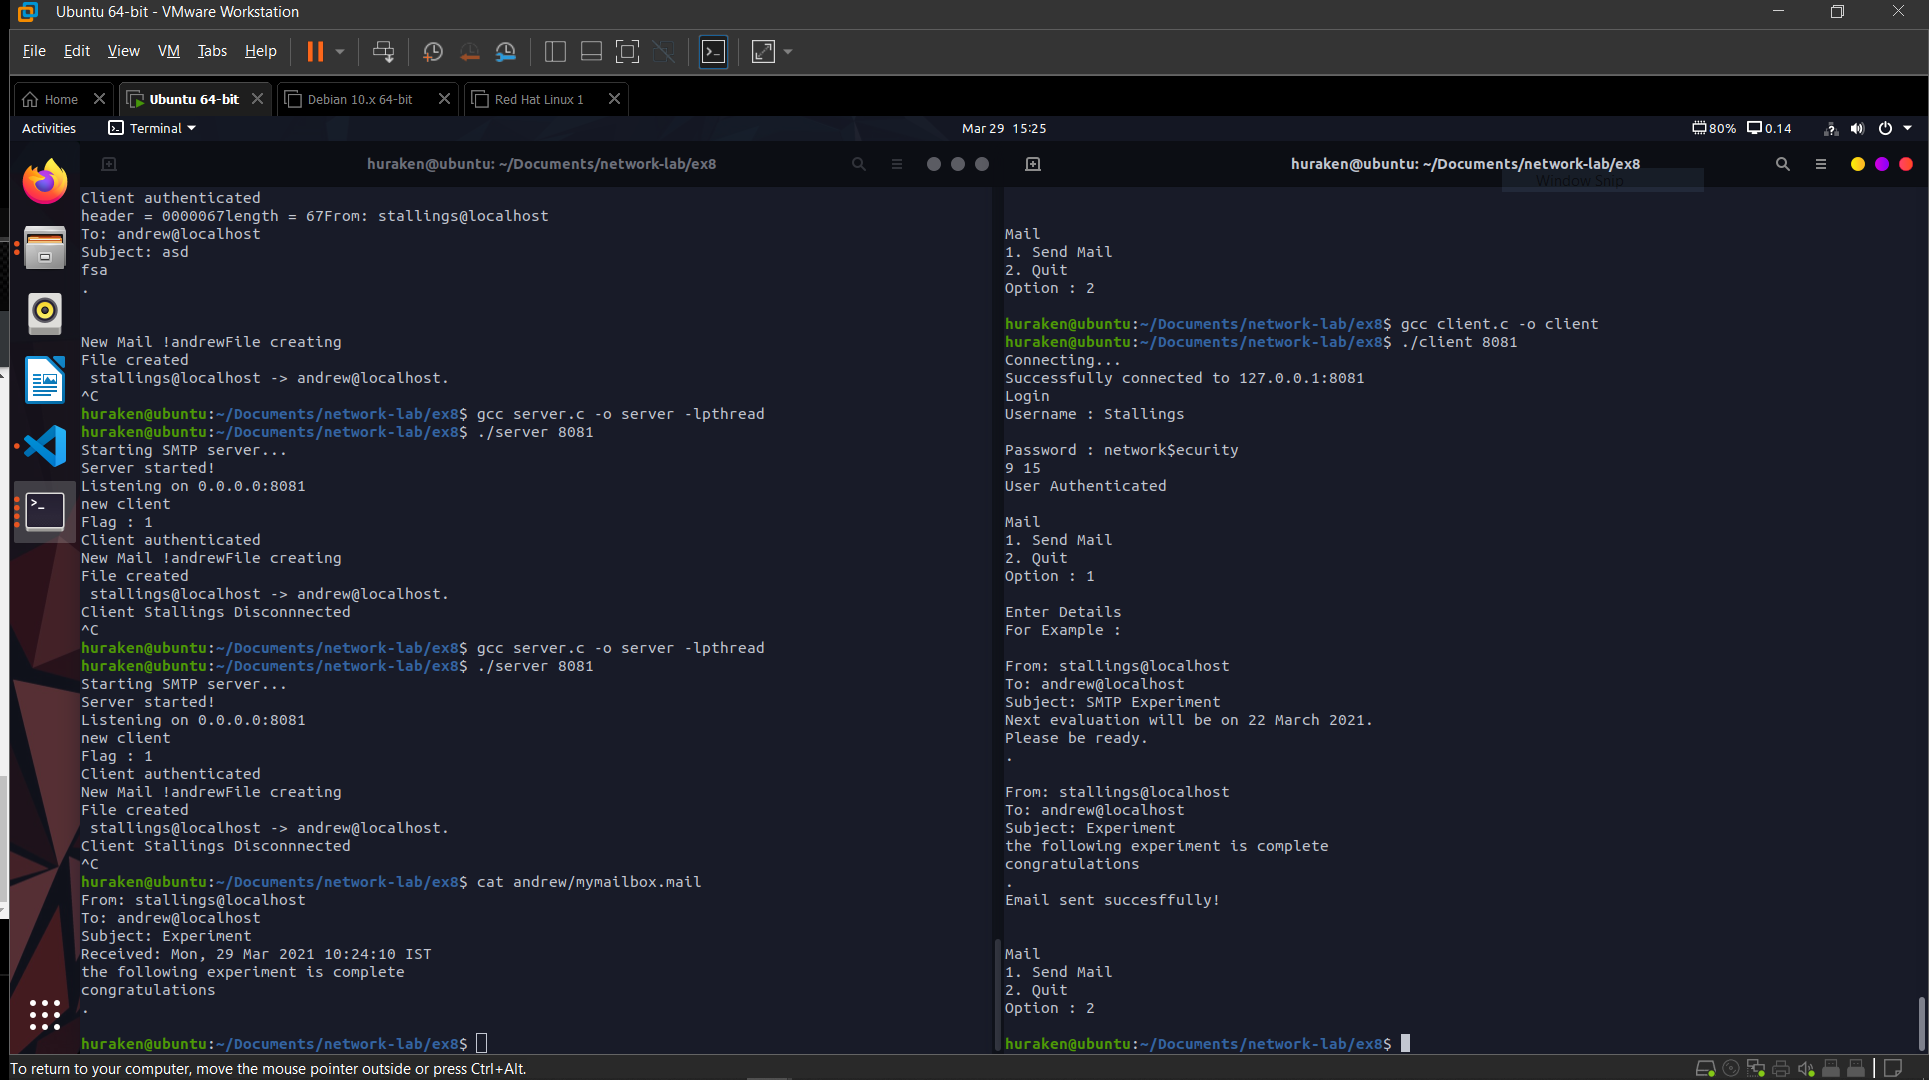 Ubuntu 64-bit - VMware Workstation
File Edit View VM Tabs Help
Home Ubuntu 64-bit Debian 10.x 64-bit Red Hat Linux 1
Activities Terminal Mar 29 15:25 80% 0.14
huraken@ubuntu: ~/Documents/network-lab/ex8
Client authenticated
header = 0000067length = 67From: stallings@localhost
To: andrew@localhost
Subject: asd
fsa
.
New Mail !andrewFile creating
File created
stallings@localhost -> andrew@localhost.
^C
huraken@ubuntu:~/Documents/network-lab/ex8$ gcc server.c -o server -lpthread
huraken@ubuntu:~/Documents/network-lab/ex8$ ./server 8081
Starting SMTP server...
Server started!
Listening on 0.0.0.0:8081
new client
Flag : 1
Client authenticated
New Mail !andrewFile creating
File created
stallings@localhost -> andrew@localhost.
Client Stallings Disconnnected
^C
huraken@ubuntu:~/Documents/network-lab/ex8$ gcc server.c -o server -lpthread
huraken@ubuntu:~/Documents/network-lab/ex8$ ./server 8081
Starting SMTP server...
Server started!
Listening on 0.0.0.0:8081
new client
Flag : 1
Client authenticated
New Mail !andrewFile creating
File created
stallings@localhost -> andrew@localhost.
Client Stallings Disconnnected
^C
huraken@ubuntu:~/Documents/network-lab/ex8$ cat andrew/mymailbox.mail
From: stallings@localhost
To: andrew@localhost
Subject: Experiment
Received: Mon, 29 Mar 2021 10:24:10 IST
the following experiment is complete
congratulations
.
huraken@ubuntu:~/Documents/network-lab/ex8$
huraken@ubuntu: ~/Documents/network-lab/ex8
Window Snip
Mail
1. Send Mail
2. Quit
Option : 2
huraken@ubuntu:~/Documents/network-lab/ex8$ gcc client.c -o client
huraken@ubuntu:~/Documents/network-lab/ex8$ ./client 8081
Connecting...
Successfully connected to 127.0.0.1:8081
Login
Username : Stallings
Password : network$ecurity
9 15
User Authenticated
Mail
1. Send Mail
2. Quit
Option : 1
Enter Details
For Example :
From: stallings@localhost
To: andrew@localhost
Subject: SMTP Experiment
Next evaluation will be on 22 March 2021.
Please be ready.
.
From: stallings@localhost
To: andrew@localhost
Subject: Experiment
the following experiment is complete
congratulations
.
Email sent succesffully!
Mail
1. Send Mail
2. Quit
Option : 2
huraken@ubuntu:~/Documents/network-lab/ex8$
To return to your computer, move the mouse pointer outside or press Ctrl+Alt.